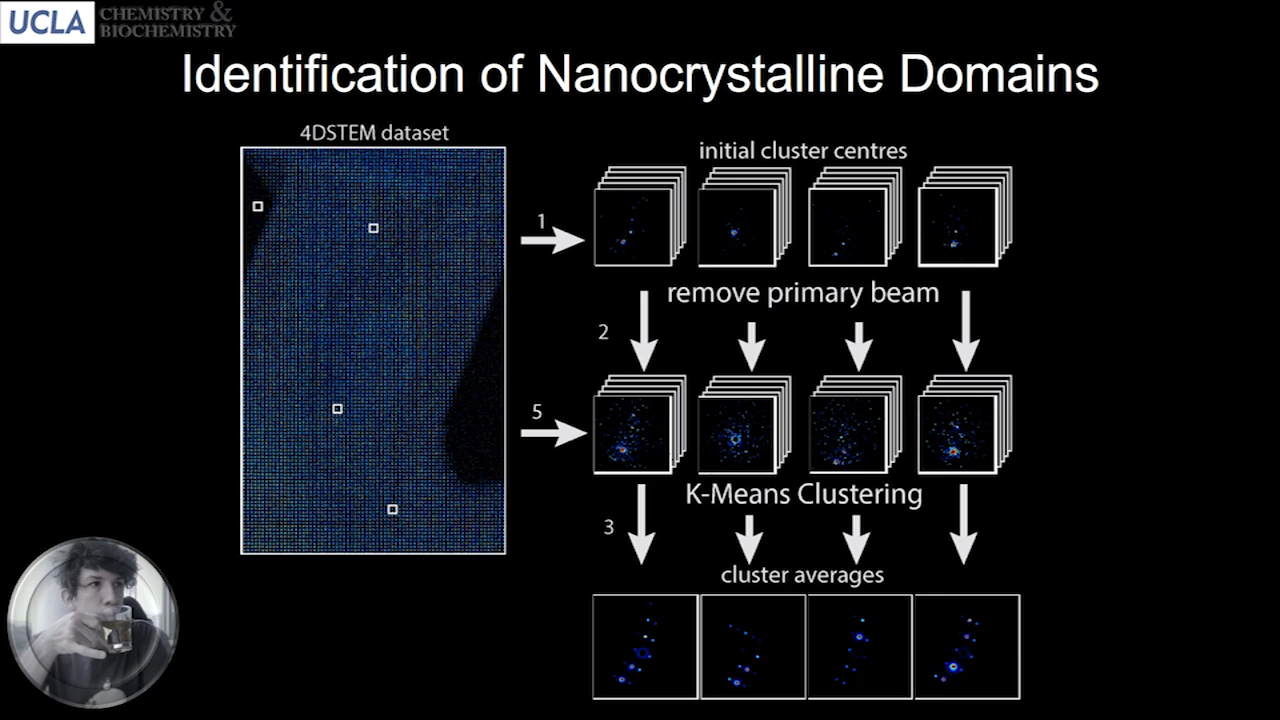 UCLA
CHEMISTRY &
BIOCHEMISTRY
Identification of Nanocrystalline Domains
4DSTEM dataset
initial cluster centres
1
remove primary beam
2
5
K-Means Clustering
3
cluster averages